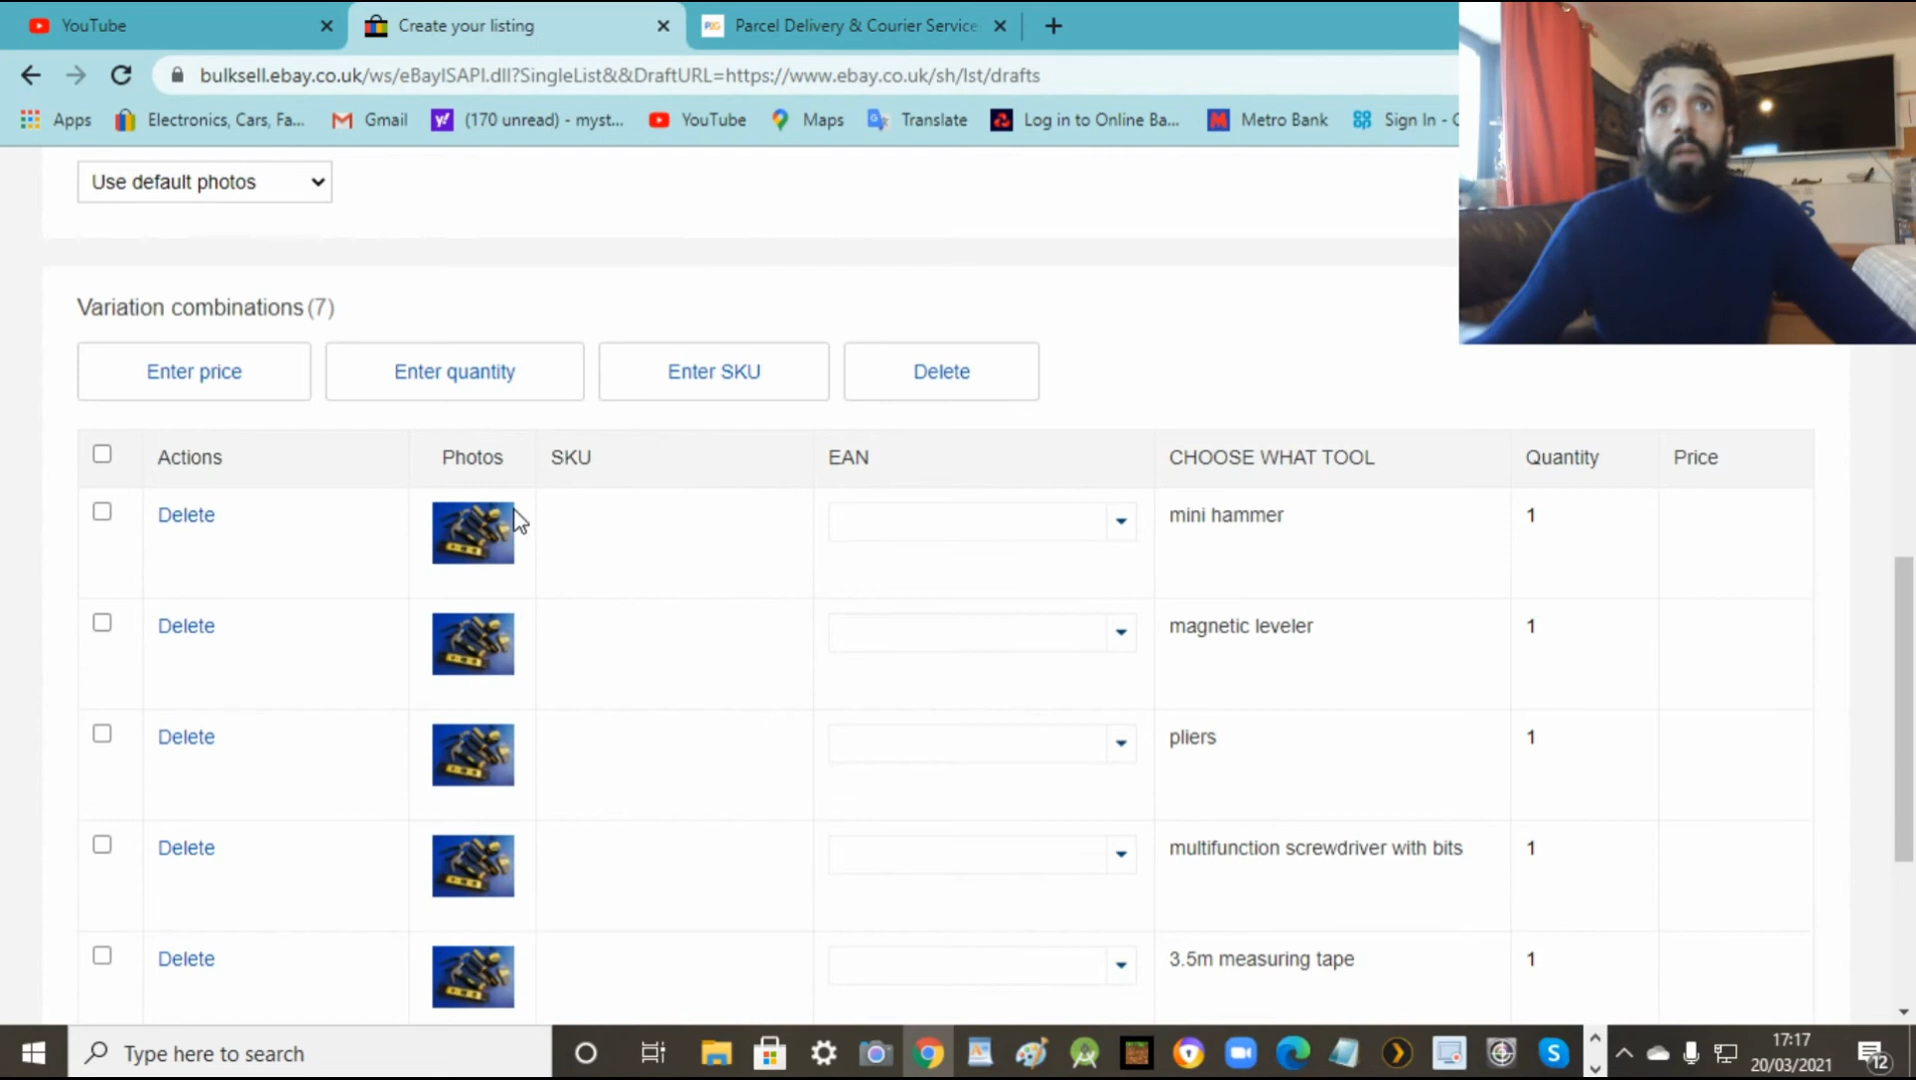 YouTube
Create your listing
Parcel Delivery & Courier Service
bulksell.ebay.co.uk/ws/eBayISAPI.dll?SingleList&&DraftURL=https://www.ebay.co.uk/sh/lst/drafts
Apps
Electronics, Cars, Fa...
Gmail
(170 unread) - myst...
YouTube
Maps
Translate
Log in to Online Ba...
Metro Bank
Sign In -
Use default photos
Variation combinations (7)
Enter price
Enter quantity
Enter SKU
Delete
Actions
Photos
SKU
EAN
CHOOSE WHAT TOOL
Quantity
Price
Delete
mini hammer
1
Delete
magnetic leveler
1
Delete
pliers
1
Delete
multifunction screwdriver with bits
1
Delete
3.5m measuring tape
1
Type here to search
17:17
20/03/2021
12